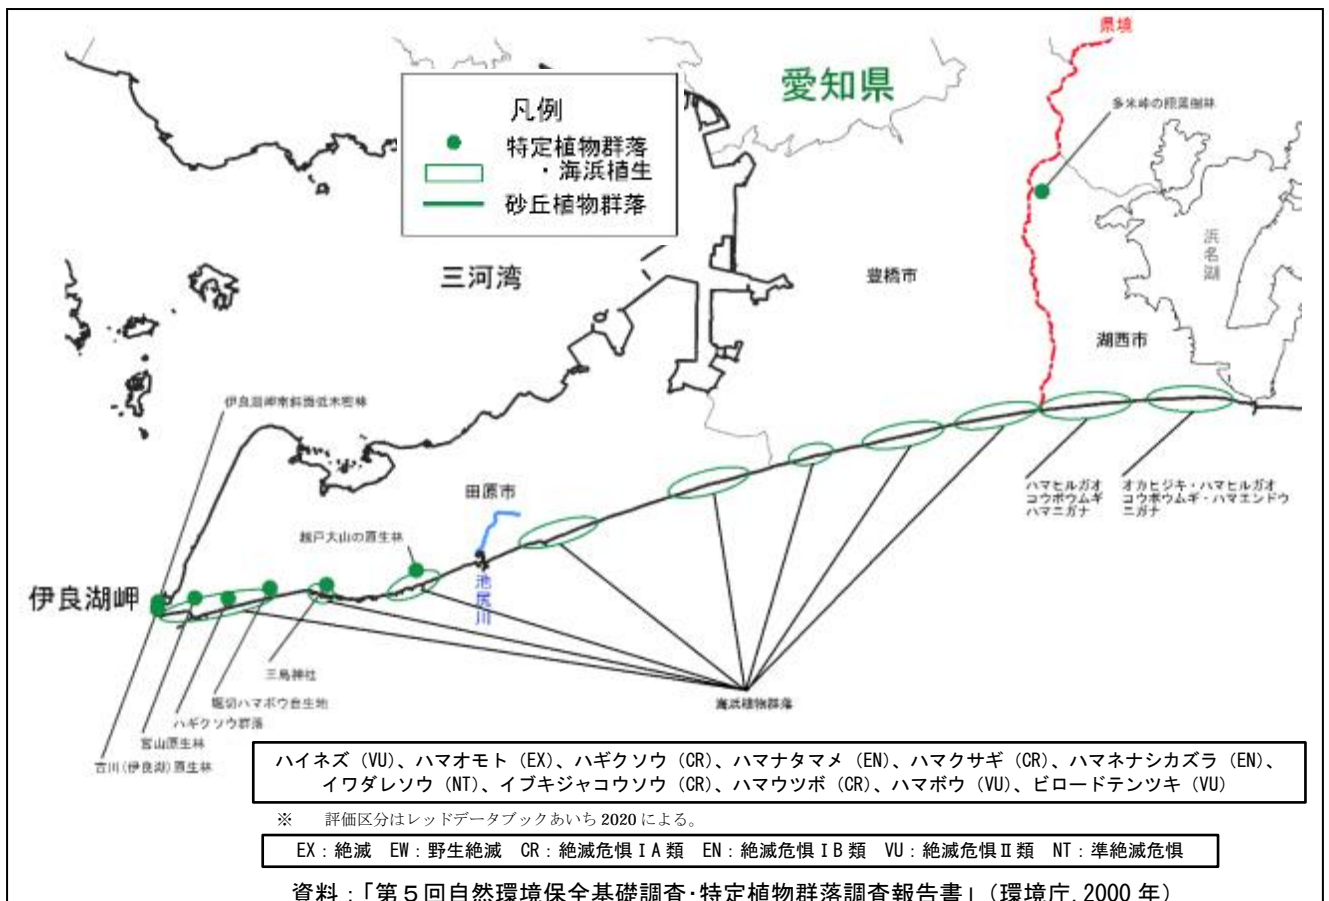 県境
愛知県
多米峠の照葉樹林
凡例
特定植物群落
・海浜植生
砂丘植物群落
浜名湖
三河湾
豊橋市
湖西市
伊良湖岬南斜面低木密林
田原市
ハマヒルガオ
コウボウムギ
ハマニガナ
オカヒジキ・ハマヒルガオ
コウボウムギ・ハマエンドウ
ニガナ
越戸大山の原生林
池尻川
伊良湖岬
三島神社
堀切ハマボウ自生地
海浜植物群落
ハギクソウ群落
宮山原生林
古川(伊良湖)原生林
ハイネズ（VU）、ハマオモト（EX）、ハギクソウ（CR）、ハマナタマメ（EN）、ハマクサギ（CR）、ハマネナシカズラ（EN）、
イワダレソウ（NT）、イブキジャコウソウ（CR）、ハマウツボ（CR）、ハマボウ（VU）、ビロードテンツキ（VU）
※　評価区分はレッドデータブックあいち 2020 による。
EX：絶滅　EW：野生絶滅　CR：絶滅危惧ⅠA類　EN：絶滅危惧ⅠB類　VU：絶滅危惧Ⅱ類　NT：準絶滅危惧
資料：「第５回自然環境保全基礎調査・特定植物群落調査報告書」（環境庁，2000 年）